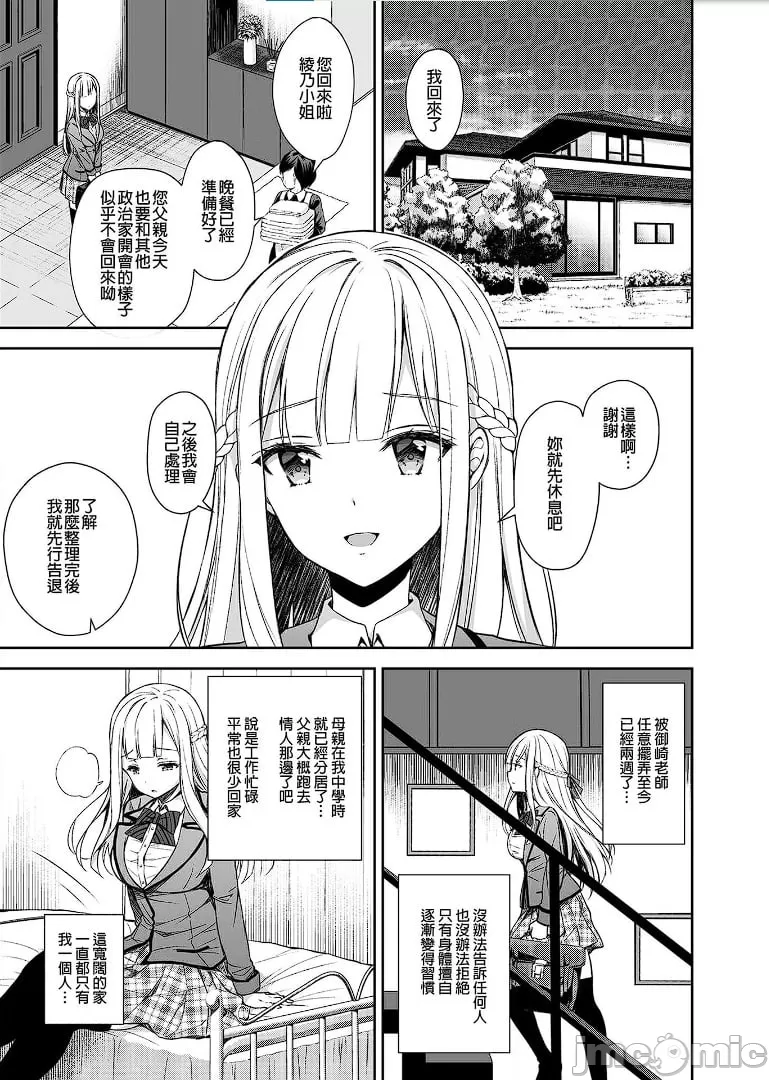 我回來了
您回來啦
綾乃小姐
晚餐已經
準備好了
您父親今天
也要和其他
政治家開會的樣子
似乎不會回來呦
這樣啊…
謝謝
妳就先休息吧
之後我會
自己處理
了解
那麼整理完後
我就先行告退
被御崎老師
任意擺弄至今
已經兩週了…
沒辦法告訴任何人
也沒辦法拒絕
只有身體擅自
逐漸變得習慣
母親在我中學時
就已經分居了…
父親大概跑去
情人那邊了吧
說是工作忙碌
平常也很少回家
這寬闊的家
一直都只有
我一個人…
jmcomic